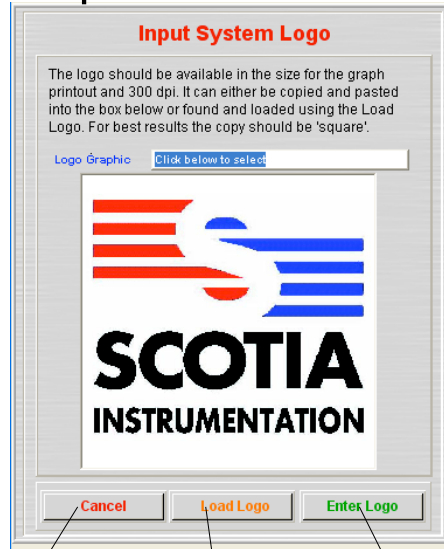 Input System Logo
The logo should be available in the size for the graph
printout and 300 dpi. It can either be copied and pasted
into the box below or found and loaded using the Load
Logo. For best results the copy should be 'square'.
Logo Graphic Click below to select
SCOTIA
INSTRUMENTATION
Cancel Load Logo Enter Logo